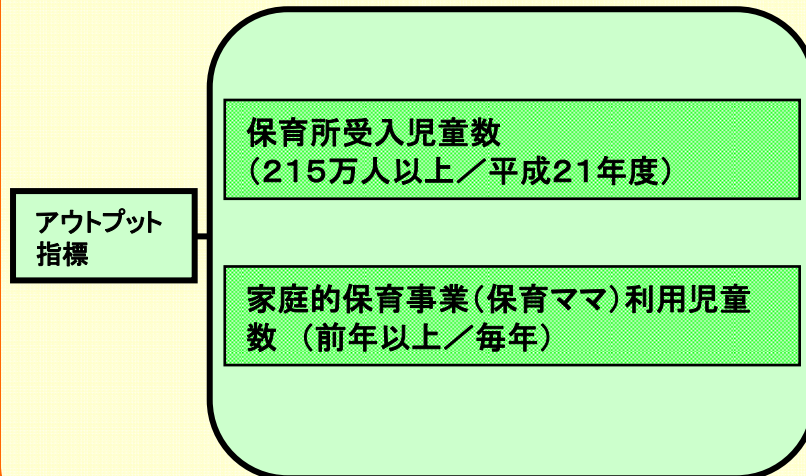 アウトプット
指標
保育所受入児童数
(215万人以上/平成21年度)
家庭的保育事業(保育ママ)利用児童
数 (前年以上/毎年)